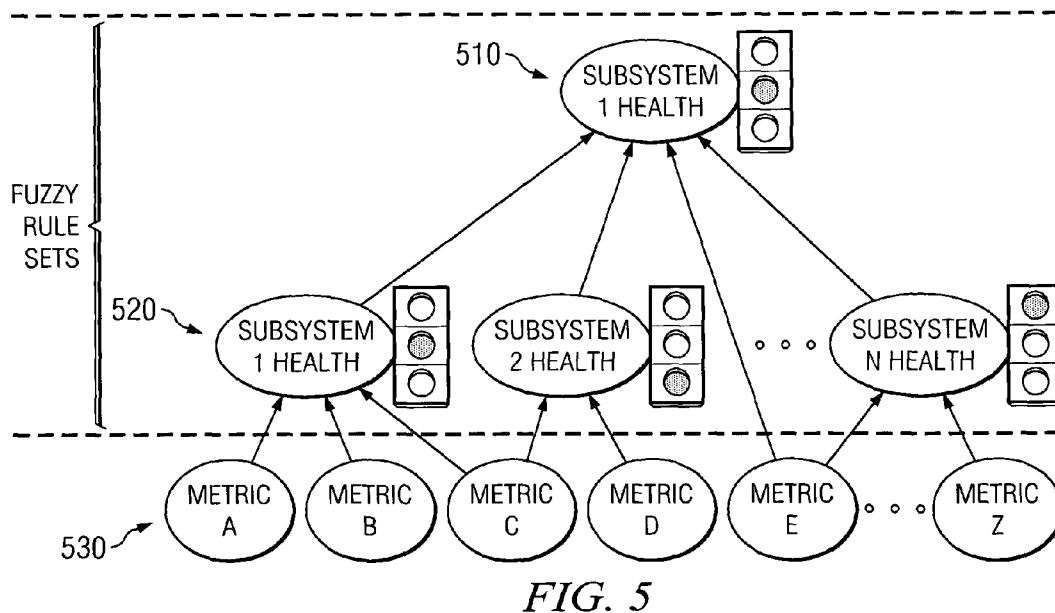 510
SUBSYSTEM
1 HEALTH
FUZZY
RULE
SETS
520
SUBSYSTEM
1 HEALTH
SUBSYSTEM
2 HEALTH
SUBSYSTEM
N HEALTH
530
METRIC
A
METRIC
B
METRIC
C
METRIC
D
METRIC
E
METRIC
Z
FIG. 5